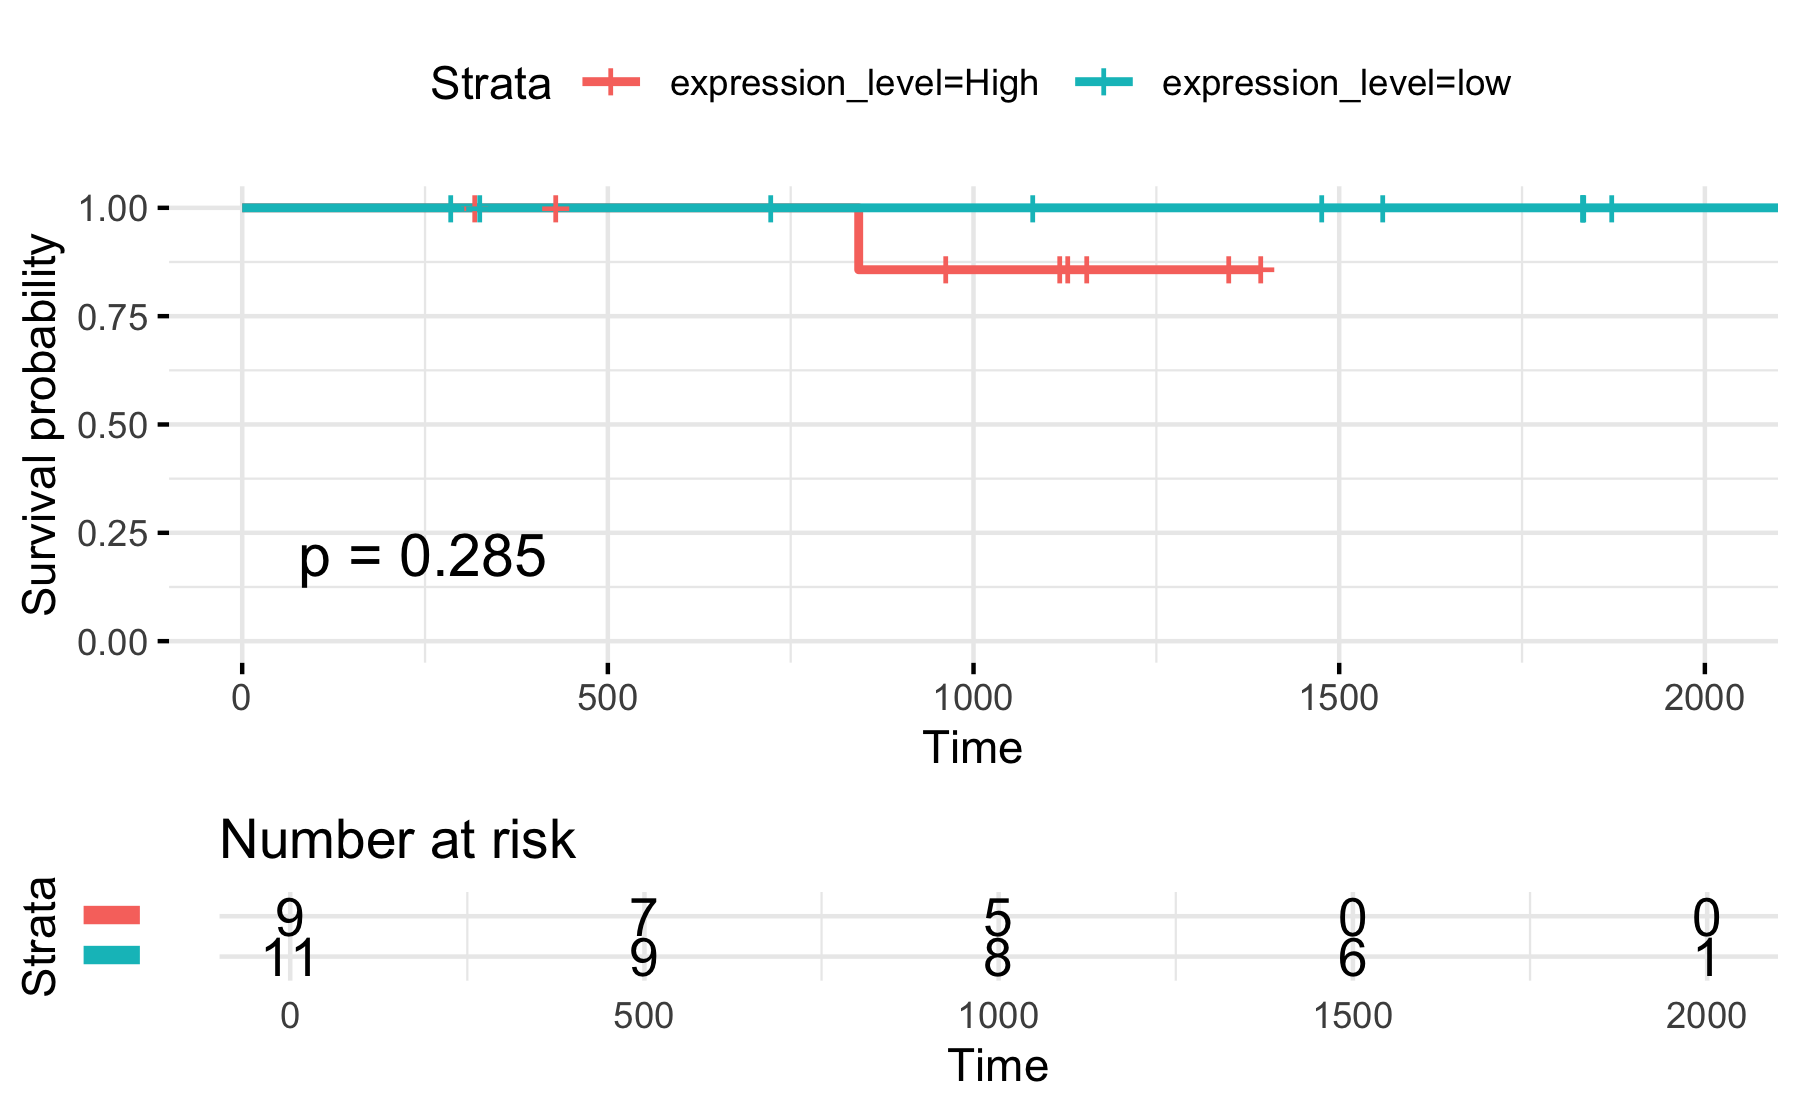 Strata expression_level=High expression_level=low
Survival probability
1.00
0.75
0.50
0.25
0.00
p = 0.285
0 500 1000 1500 2000
Time
Number at risk
Strata
9 7 5 0 0
11 9 8 6 1
0 500 1000 1500 2000
Time